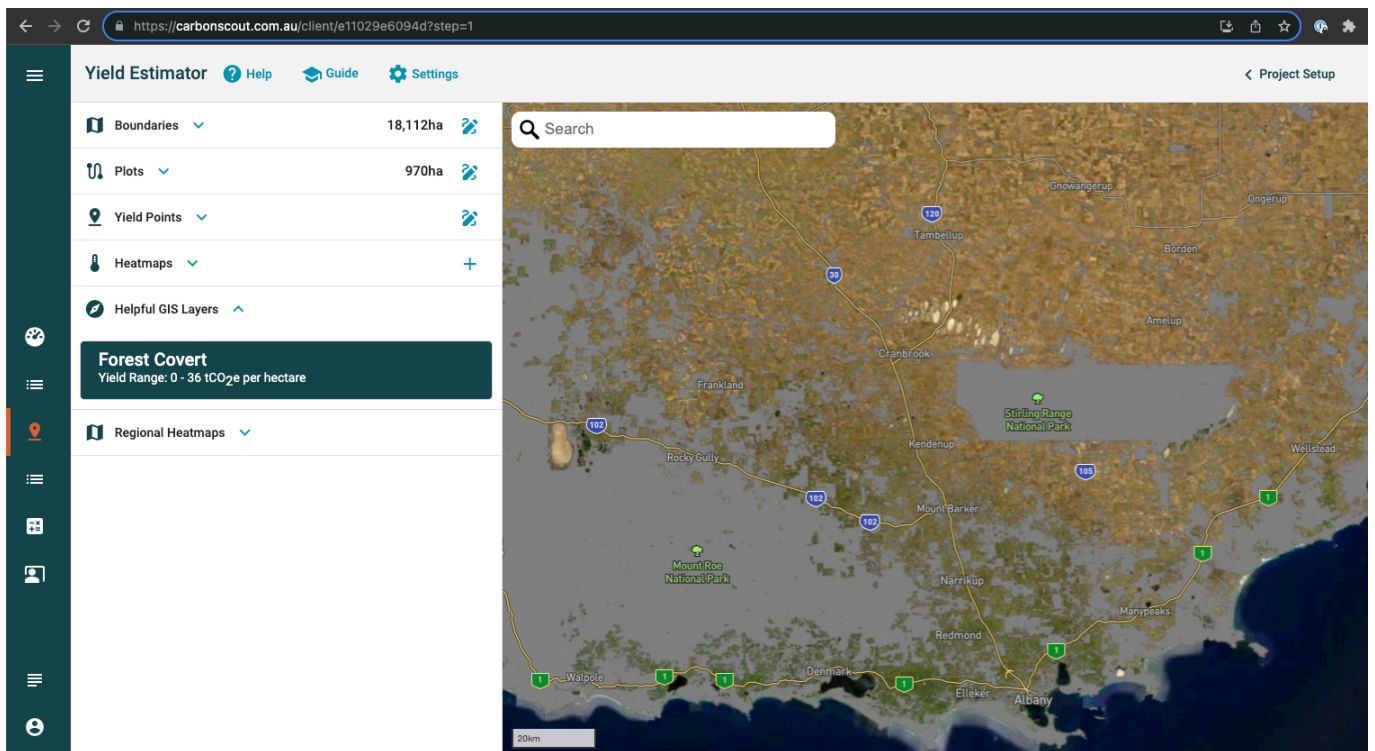 https://carbonscout.com.au/client/e11029e6094d?step=1
Yield Estimator
? Help
Guide
Settings
Project Setup
Boundaries
18,112ha
Plots
970ha
Yield Points
Heatmaps
Helpful GIS Layers
Forest Covert
Yield Range: 0 - 36 tCO2e per hectare
Regional Heatmaps
Search
Gnowangerup
Ongerup
120
Tambellup
Borden
30
Amelup
Cranbrook
Frankland
Stirling Range
National Park
102
Kendenup
Wellstead
Rocky Gully
105
102
1
Mount Barker
102
1
Mount Roe
National Park
Narrikup
Manypeaks
Redmond
1
Walpole
1
1
1
Denmark
1
Elleker
Albany
20km